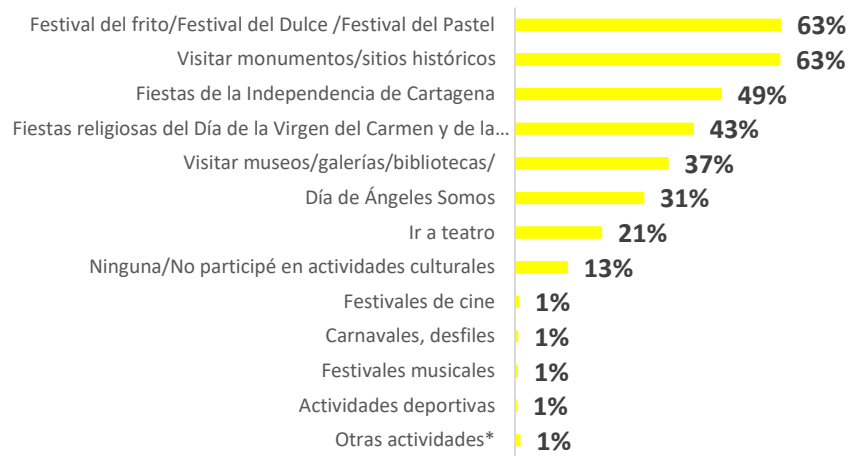 Festival del frito/Festival del Dulce /Festival del Pastel 63%
Visitar monumentos/sitios históricos 63%
Fiestas de la Independencia de Cartagena 49%
Fiestas religiosas del Día de la Virgen del Carmen y de la... 43%
Visitar museos/galerías/bibliotecas/ 37%
Día de Ángeles Somos 31%
Ir a teatro 21%
Ninguna/No participé en actividades culturales 13%
Festivales de cine 1%
Carnavales, desfiles 1%
Festivales musicales 1%
Actividades deportivas 1%
Otras actividades* 1%